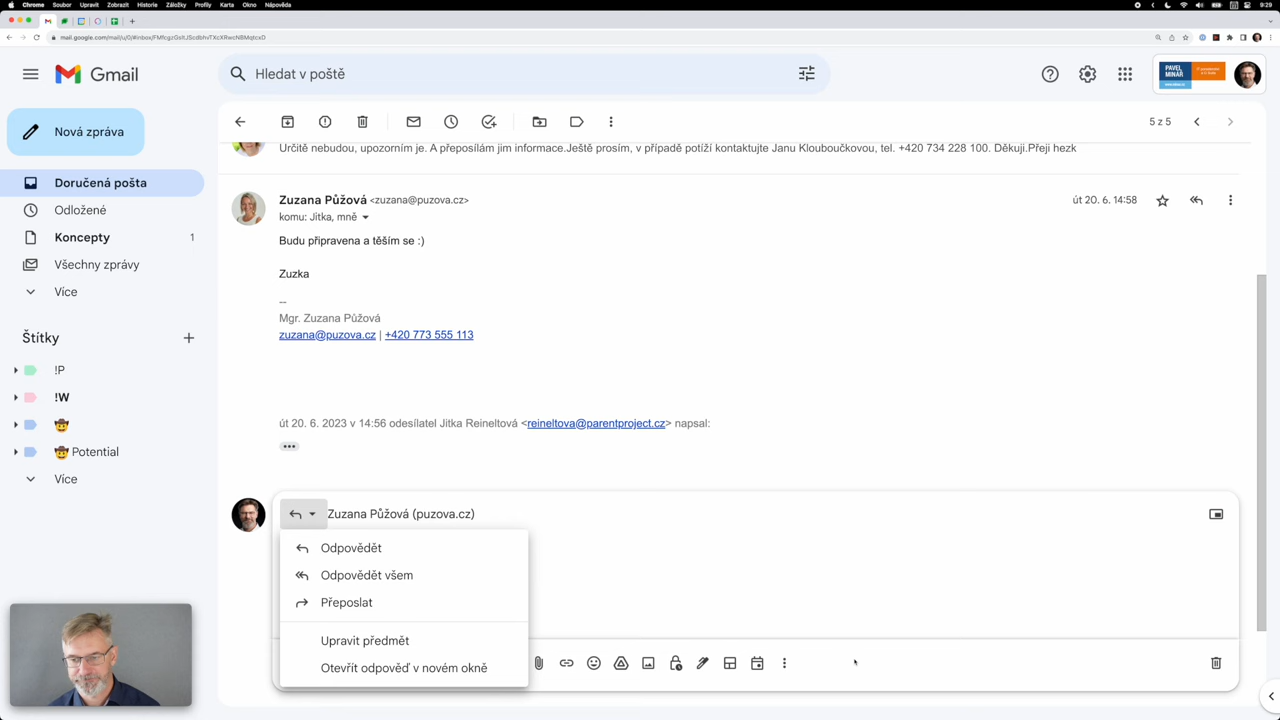 Chrome Soubor Upravit Zobrazit Historie Záložky Profily Karta Okno Nápověda
9:29
Gmail
Hledat v poště
PAVEL MINÁŘ
Nová zpráva
5 z 5
Určitě nebudou, upozorním je. A přeposílám jim informace.Ještě prosím, v případě potíží kontaktujte Janu Klouboučkovou, tel. +420 734 228 100. Děkuji.Přeji hezk
Doručená pošta
Odložené
Koncepty 1
Všechny zprávy
Více
Štítky
!P
!W
🤠
🤠 Potential
Více
Zuzana Půžová <zuzana@puzova.cz>
út 20. 6. 14:58
komu: Jitka, mně
Budu připravena a těším se :)
Zuzka
--
Mgr. Zuzana Půžová
zuzana@puzova.cz | +420 773 555 113
út 20. 6. 2023 v 14:56 odesílatel Jitka Reineltová <reineltova@parentproject.cz> napsal:
Zuzana Půžová (puzova.cz)
Odpovědět
Odpovědět všem
Přeposlat
Upravit předmět
Otevřít odpověď v novém okně